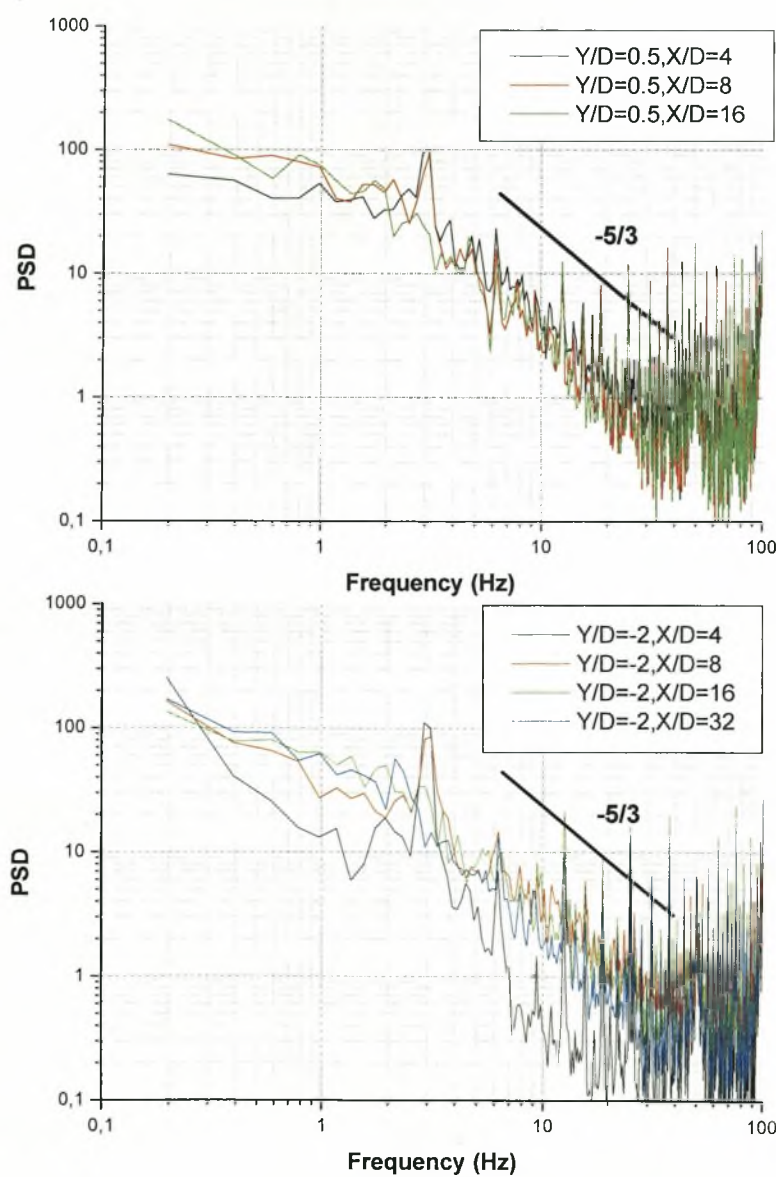 1000
100
10
1
0,1
PSD
Y/D=0.5,X/D=4
Y/D=0.5,X/D=8
Y/D=0.5,X/D=16
-5/3
0,1
1
10
100
Frequency (Hz)
1000
100
10
1
0,1
PSD
Y/D=-2,X/D=4
Y/D=-2,X/D=8
Y/D=-2,X/D=16
Y/D=-2,X/D=32
-5/3
0,1
1
10
100
Frequency (Hz)